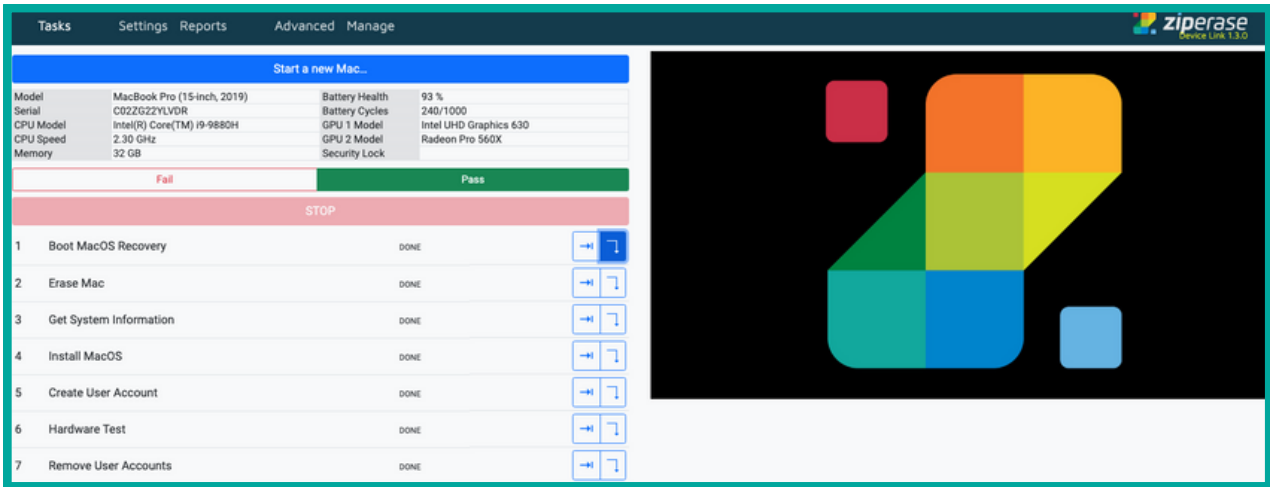 Tasks Settings Reports Advanced Manage
ziperase
Device Link 1.3.0
Start a new Mac...
Model MacBook Pro (15-inch, 2019) Battery Health 93 %
Serial C02ZG22YLVDR Battery Cycles 240/1000
CPU Model Intel(R) Core(TM) i9-9880H GPU 1 Model Intel UHD Graphics 630
CPU Speed 2.30 GHz GPU 2 Model Radeon Pro 560X
Memory 32 GB Security Lock
Fail Pass
STOP
1 Boot MacOS Recovery DONE
2 Erase Mac DONE
3 Get System Information DONE
4 Install MacOS DONE
5 Create User Account DONE
6 Hardware Test DONE
7 Remove User Accounts DONE